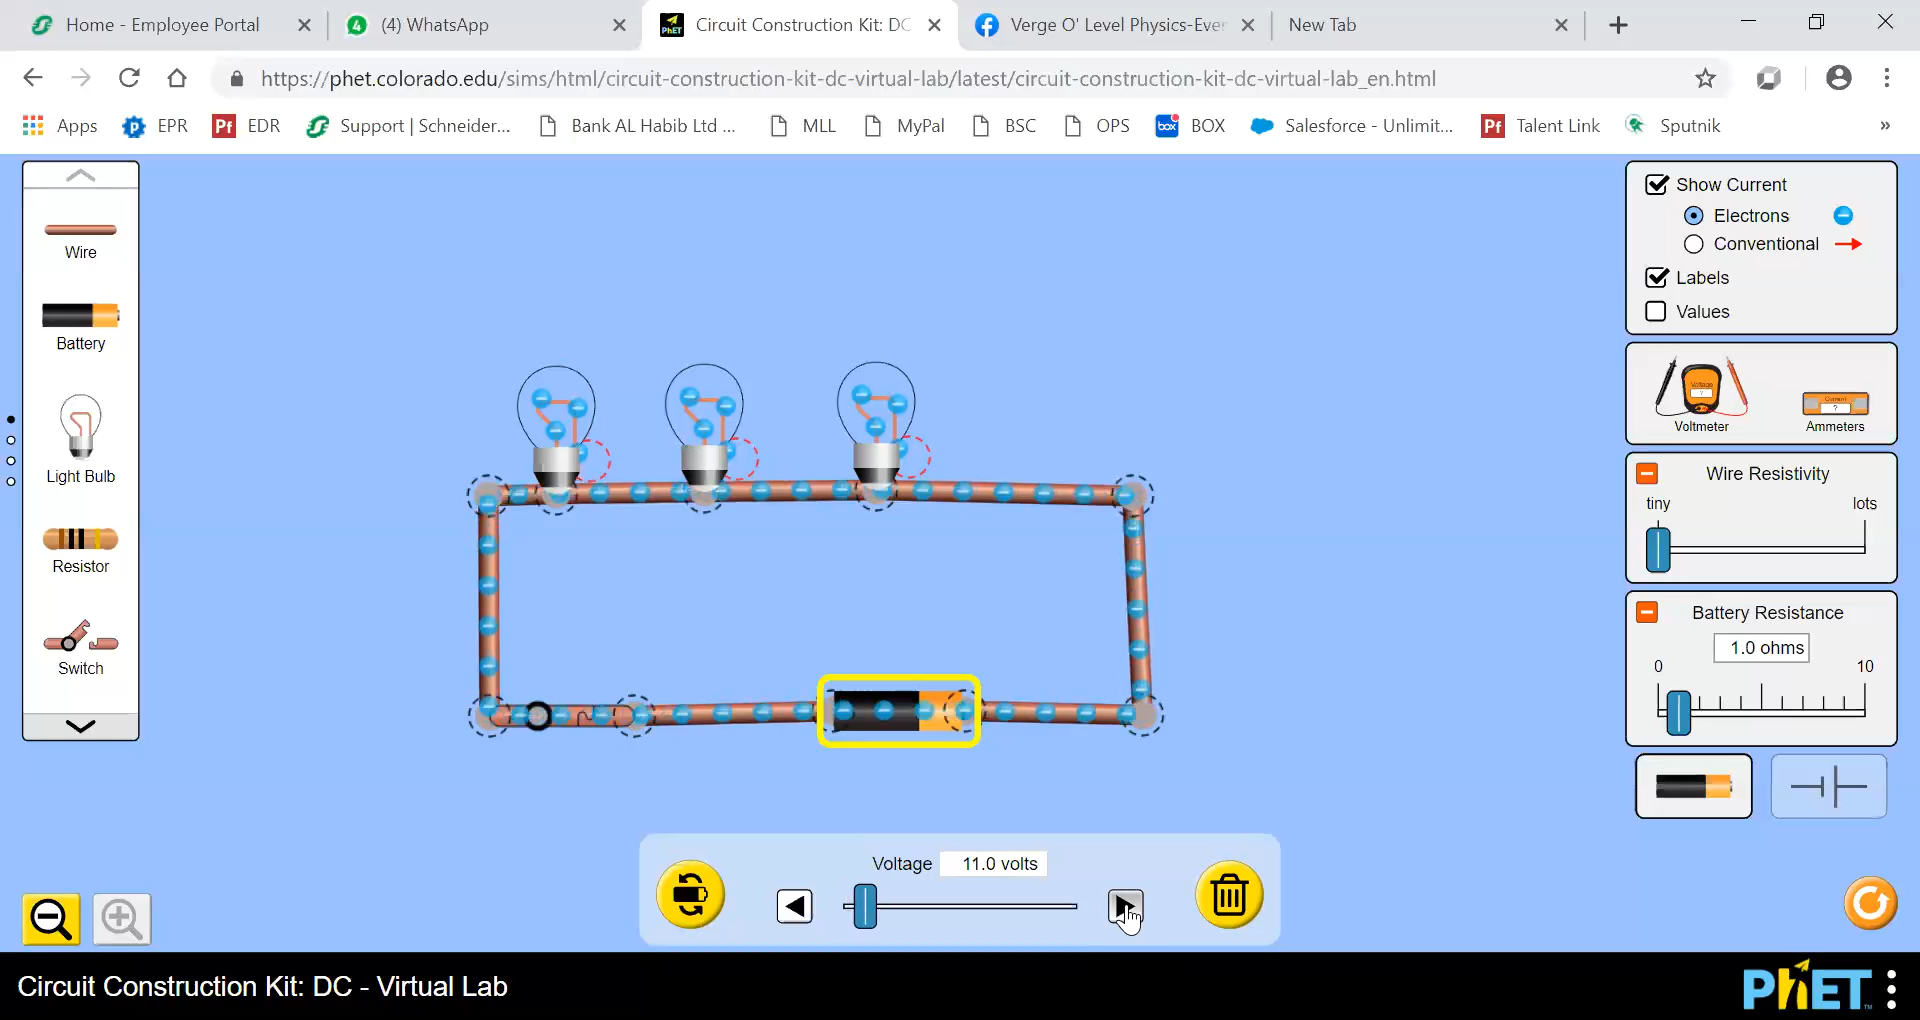 Home - Employee Portal
(4) WhatsApp
Circuit Construction Kit: DC
Verge O' Level Physics-Ever
New Tab
https://phet.colorado.edu/sims/html/circuit-construction-kit-dc-virtual-lab/latest/circuit-construction-kit-dc-virtual-lab_en.html
Apps
EPR
EDR
Support | Schneider...
Bank AL Habib Ltd ...
MLL
MyPal
BSC
OPS
BOX
Salesforce - Unlimit...
Talent Link
Sputnik
Wire
Battery
Light Bulb
Resistor
Switch
Show Current
Electrons
Conventional
Labels
Values
Voltage
?
Voltmeter
Current
?
Ammeters
Wire Resistivity
tiny
lots
Battery Resistance
1.0 ohms
0
10
Voltage 11.0 volts
Circuit Construction Kit: DC - Virtual Lab
PhET